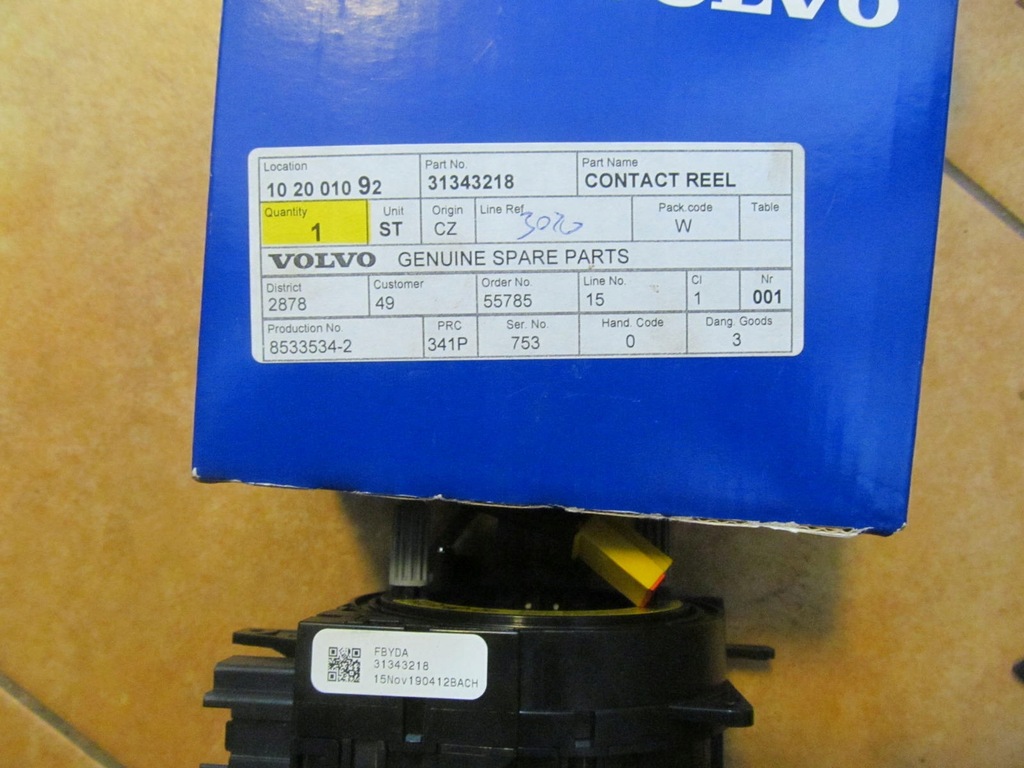 VOLVO
Location Part No. Part Name
10 20 010 92 31343218 CONTACT REEL
Quantity Unit Origin Line Ref Pack.code Table
1 ST CZ 3020 W
VOLVO GENUINE SPARE PARTS
District Customer Order No. Line No. CI Nr
2878 49 55785 15 1 001
Production No. PRC Ser. No. Hand. Code Dang. Goods
8533534-2 341P 753 0 3
FBYDA
31343218
15Nov190412BACH